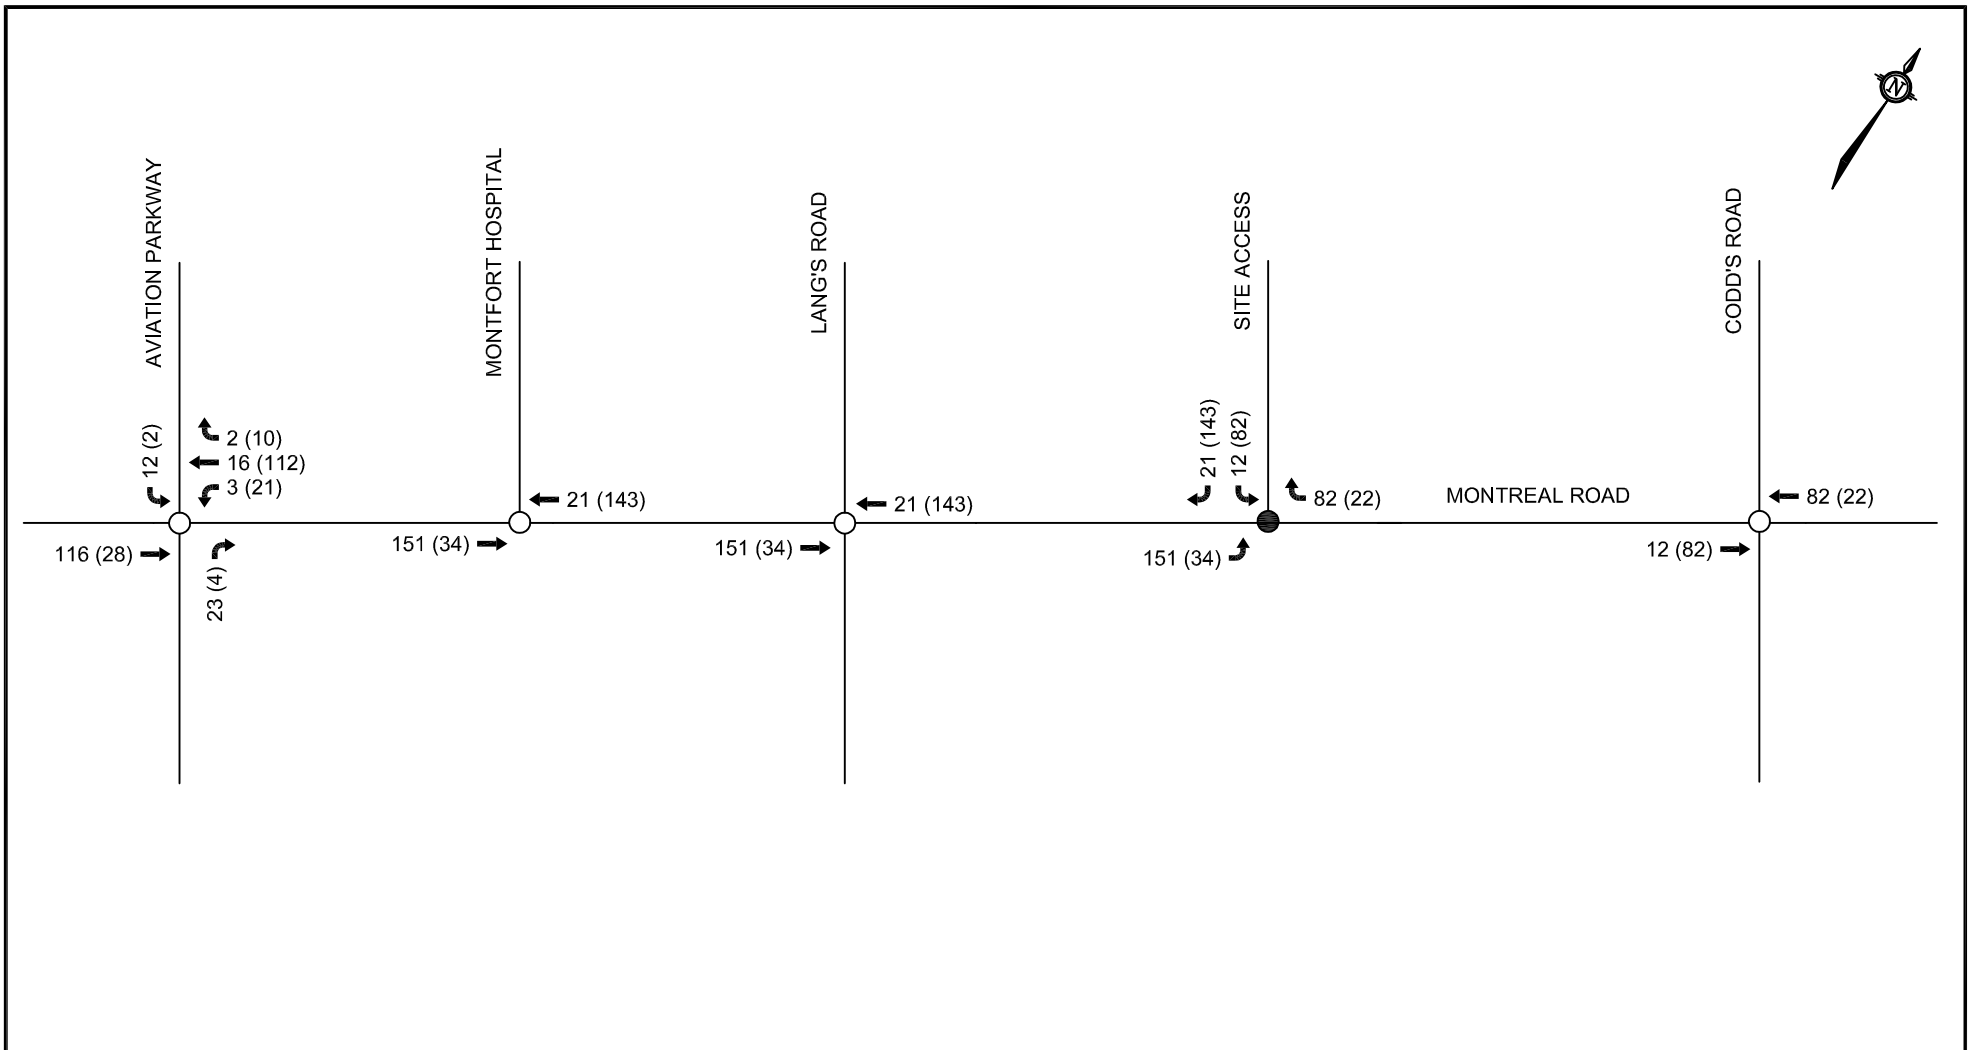 N
AVIATION PARKWAY
MONTFORT HOSPITAL
LANG'S ROAD
SITE ACCESS
CODD'S ROAD
12 (2)
2 (10)
16 (112)
3 (21)
116 (28)
23 (4)
21 (143)
151 (34)
21 (143)
151 (34)
21 (143)
12 (82)
82 (22)
151 (34)
MONTREAL ROAD
82 (22)
12 (82)